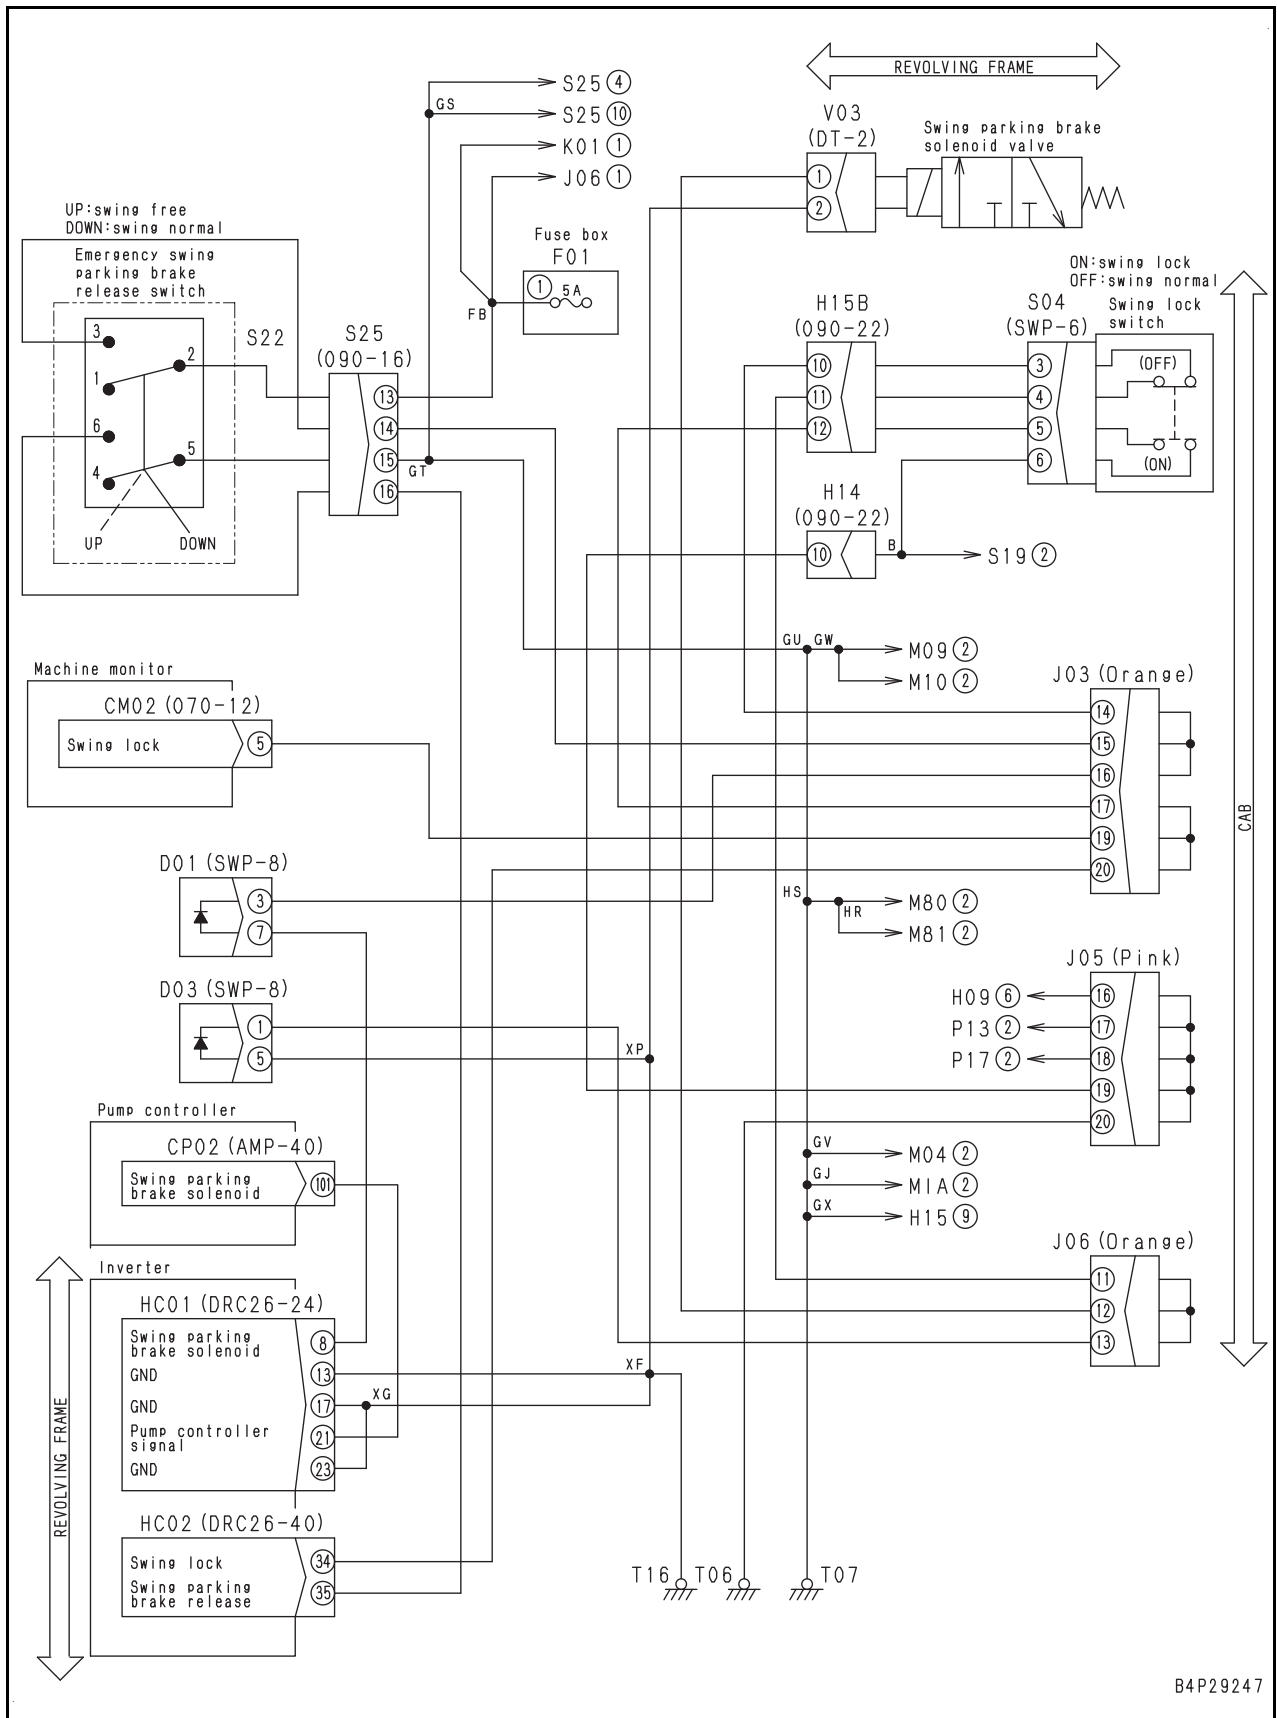 REVOLVING FRAME
S25 4
GS
S25 10
K01 1
J06 1
V03
(DT-2)
1
2
Swing parking brake
solenoid valve
UP:swing free
DOWN:swing normal
Emergency swing
parking brake
release switch
3
2
1
6
5
4
UP
DOWN
S22
S25
(090-16)
13
14
15
16
GT
FB
Fuse box
F01
1
5A
H15B
(090-22)
10
11
12
ON:swing lock
OFF:swing normal
S04
(SWP-6)
3
4
5
6
Swing lock
switch
(OFF)
(ON)
H14
(090-22)
10
B
S19 2
GU GW
M09 2
M10 2
Machine monitor
CM02 (070-12)
Swing lock
5
J03 (Orange)
14
15
16
17
19
20
CAB
D01 (SWP-8)
3
7
HS
HR
M80 2
M81 2
D03 (SWP-8)
1
5
XP
J05 (Pink)
H09 6
P13 2
P17 2
16
17
18
19
20
Pump controller
CP02 (AMP-40)
Swing parking
brake solenoid
101
GV
M04 2
GJ
MIA 2
GX
H15 9
J06 (Orange)
11
12
13
Inverter
HC01 (DRC26-24)
Swing parking
brake solenoid
8
GND
13
GND
17
Pump controller
signal
21
GND
23
XF
XG
REVOLVING FRAME
HC02 (DRC26-40)
Swing lock
34
Swing parking
brake release
35
T16
T06
T07
B4P29247